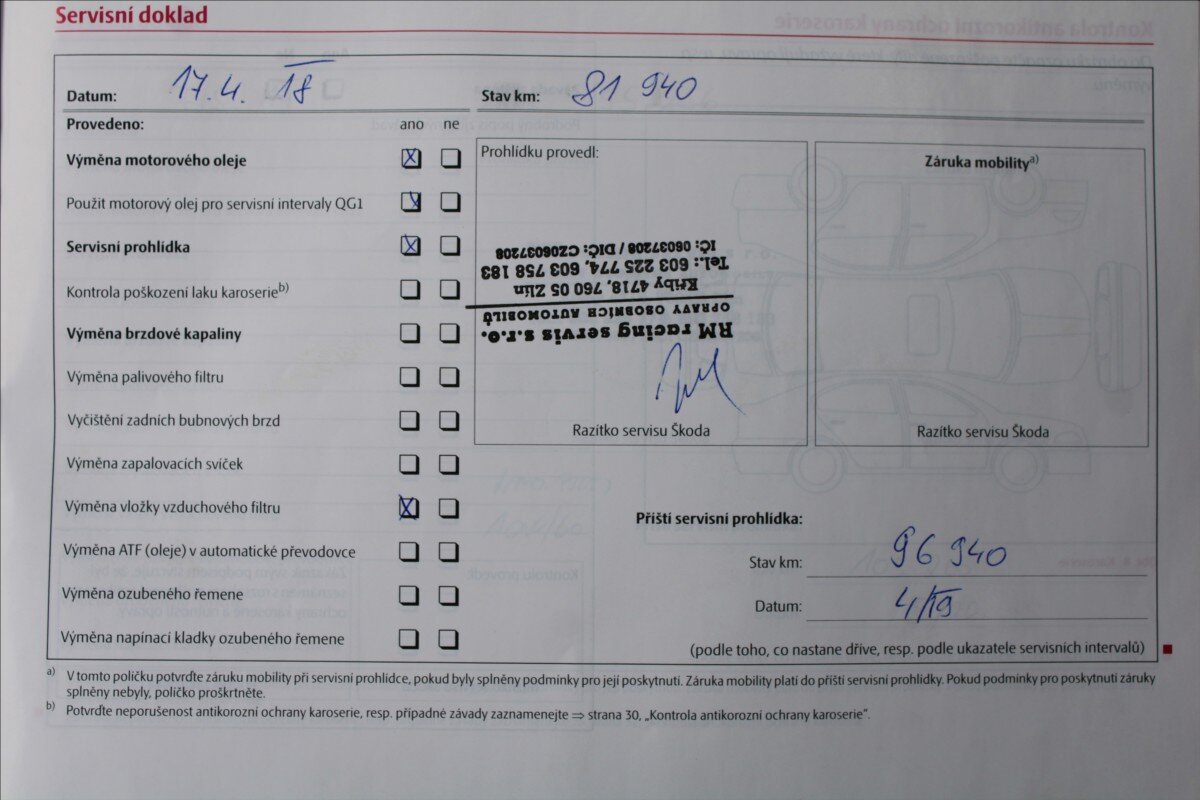 Servisní doklad
Datum: 17.4. 18 Stav km: 81 940
Provedeno: ano ne
Výměna motorového oleje
Použit motorový olej pro servisní intervaly QG1
Servisní prohlídka
Kontrola poškození laku karoserie b)
Výměna brzdové kapaliny
Výměna palivového filtru
Vyčištění zadních bubnových brzd
Výměna zapalovacích svíček
Výměna vložky vzduchového filtru
Výměna ATF (oleje) v automatické převodovce
Výměna ozubeného řemene
Výměna napínací kladky ozubeného řemene
Prohlídku provedl:
RM racing servis s.r.o.
OPRAVY OSOBNÍCH AUTOMOBILŮ
Křiby 4718, 760 05 Zlín
Tel.: 603 225 774, 603 758 183
IČ: 06037208 / DIČ: CZ06037208
Razítko servisu Škoda
Záruka mobility a)
Razítko servisu Škoda
Příští servisní prohlídka:
Stav km: 96 940
Datum: 4/19
(podle toho, co nastane dříve, resp. podle ukazatele servisních intervalů)
a) V tomto políčku potvrďte záruku mobility při servisní prohlídce, pokud byly splněny podmínky pro její poskytnutí. Záruka mobility platí do příští servisní prohlídky. Pokud podmínky pro poskytnutí záruky
splněny nebyly, políčko proškrtněte.
b) Potvrďte neporušenost antikorozní ochrany karoserie, resp. případné závady zaznamenejte ⇒ strana 30, „Kontrola antikorozní ochrany karoserie“.